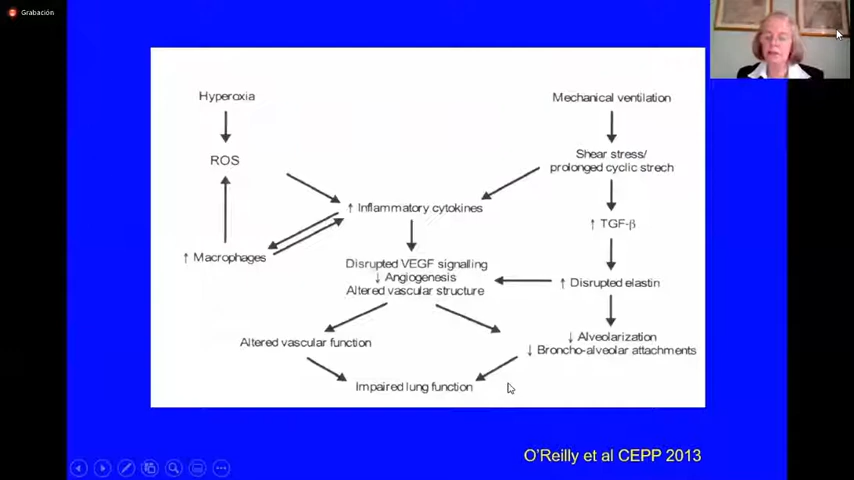 Grabación
Hyperoxia
Mechanical ventilation
ROS
Shear stress/
prolonged cyclic strech
↑ Inflammatory cytokines
↑ TGF-β
↑ Macrophages
Disrupted VEGF signalling
↓ Angiogenesis
Altered vascular structure
↑ Disrupted elastin
Altered vascular function
↓ Alveolarization
↓ Broncho-alveolar attachments
Impaired lung function
O'Reilly et al CEPP 2013